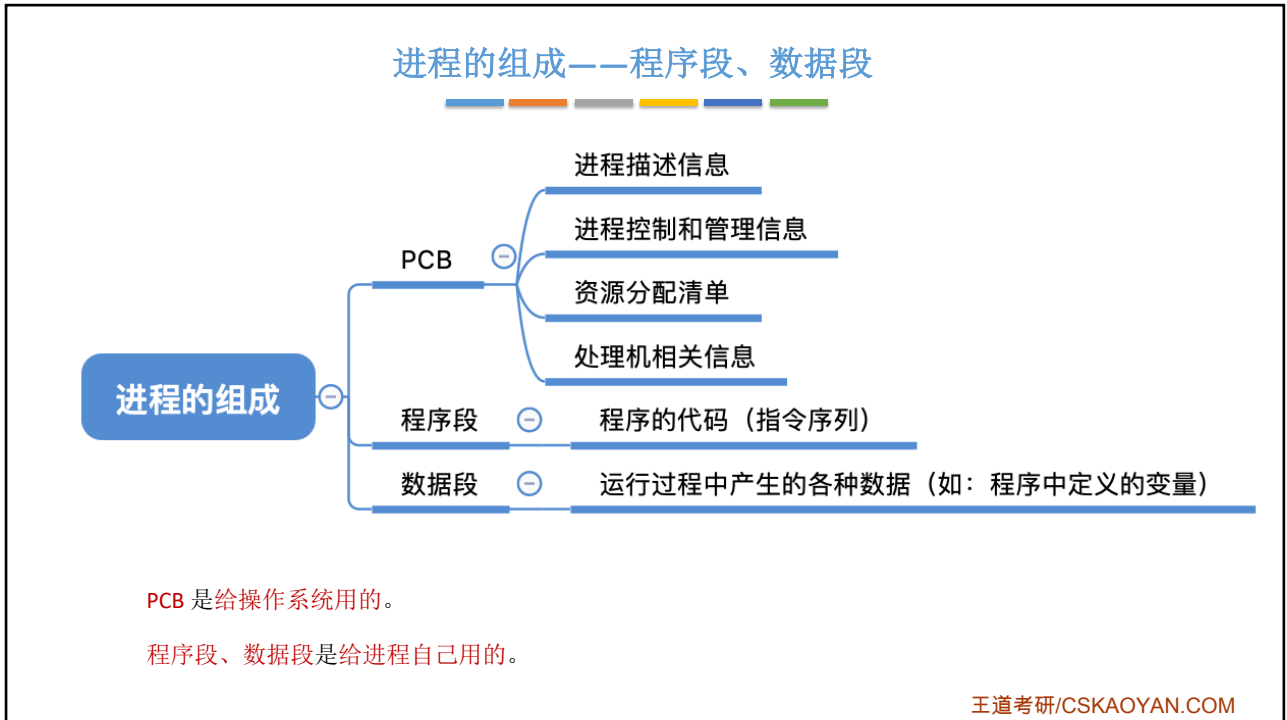 进程的组成——程序段、数据段
进程描述信息
进程控制和管理信息
PCB
资源分配清单
处理机相关信息
进程的组成
程序段
程序的代码（指令序列）
数据段
运行过程中产生的各种数据（如：程序中定义的变量）
PCB 是给操作系统用的。
程序段、数据段是给进程自己用的。
王道考研/CSKAOYAN.COM